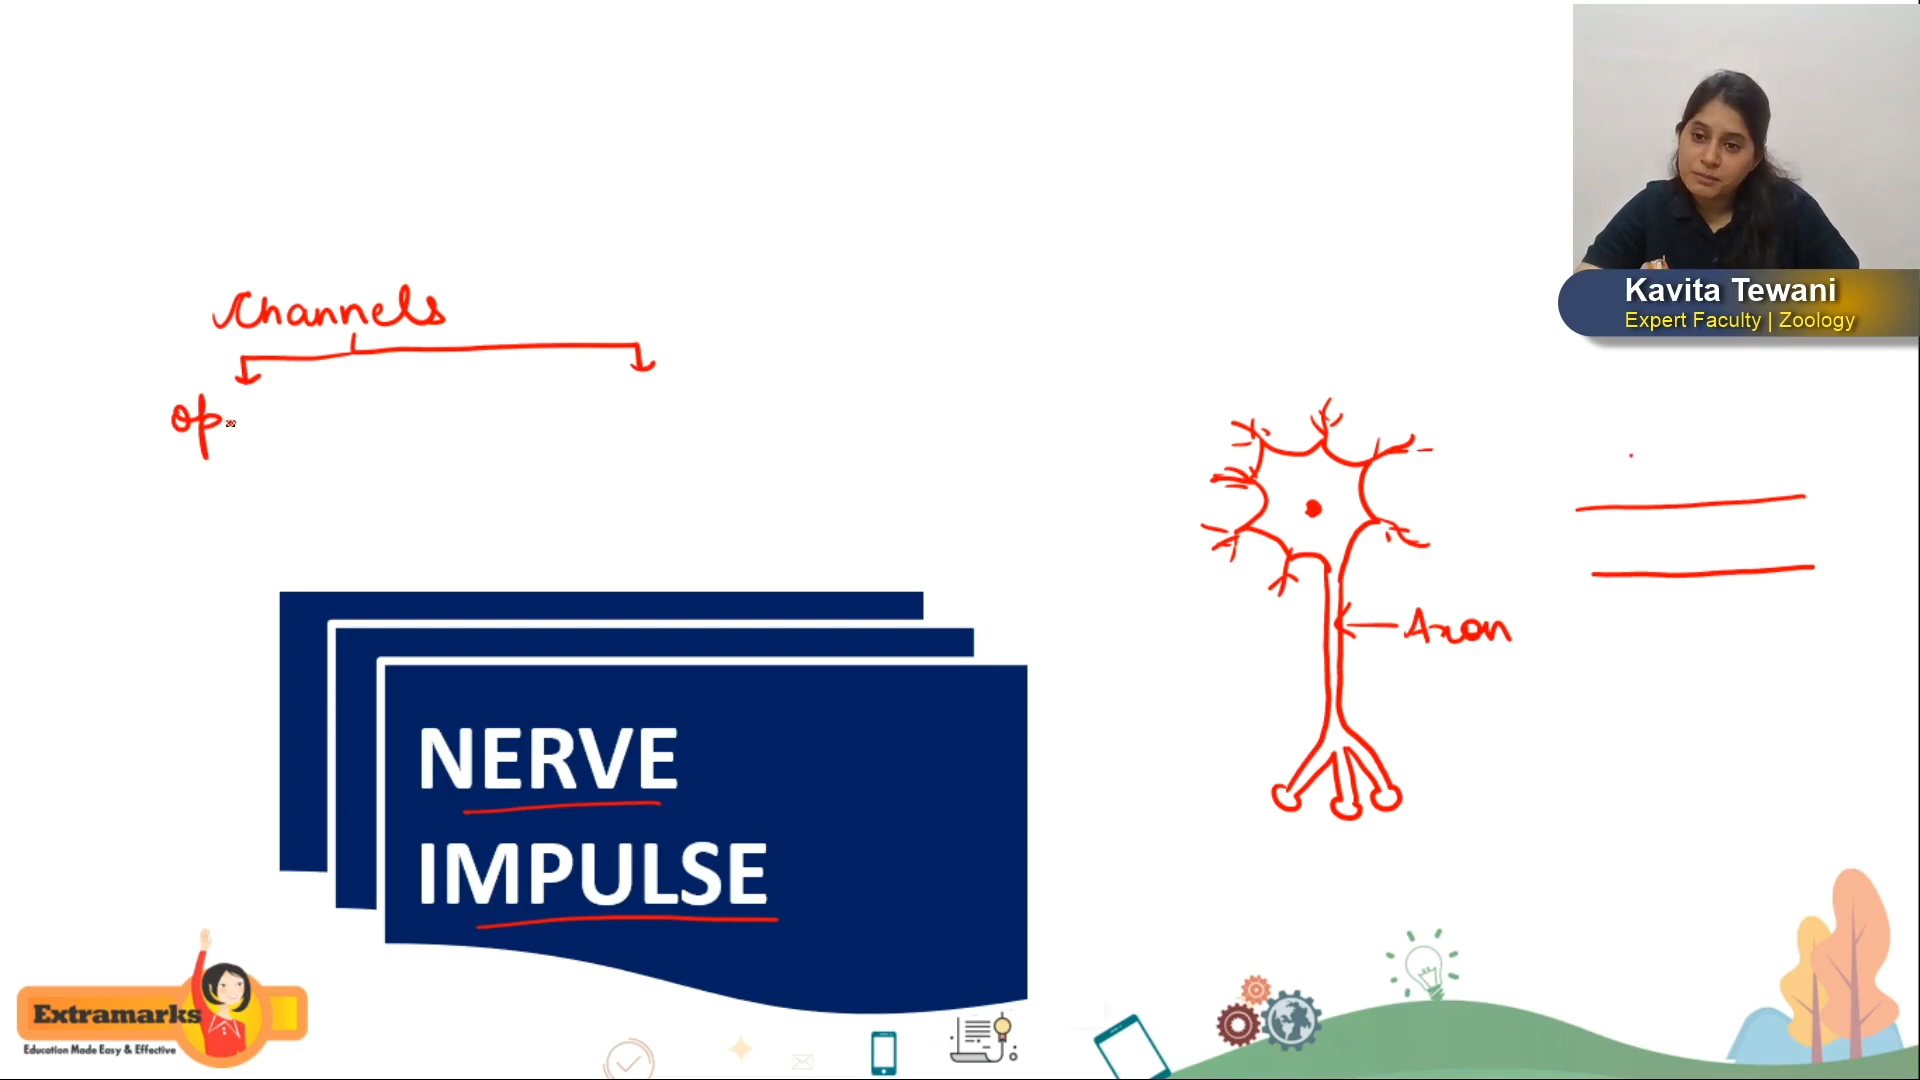 Kavita Tewani
Expert Faculty | Zoology
Channels
op
Axon
NERVE
IMPULSE
Extramarks
Education Made Easy & Effective